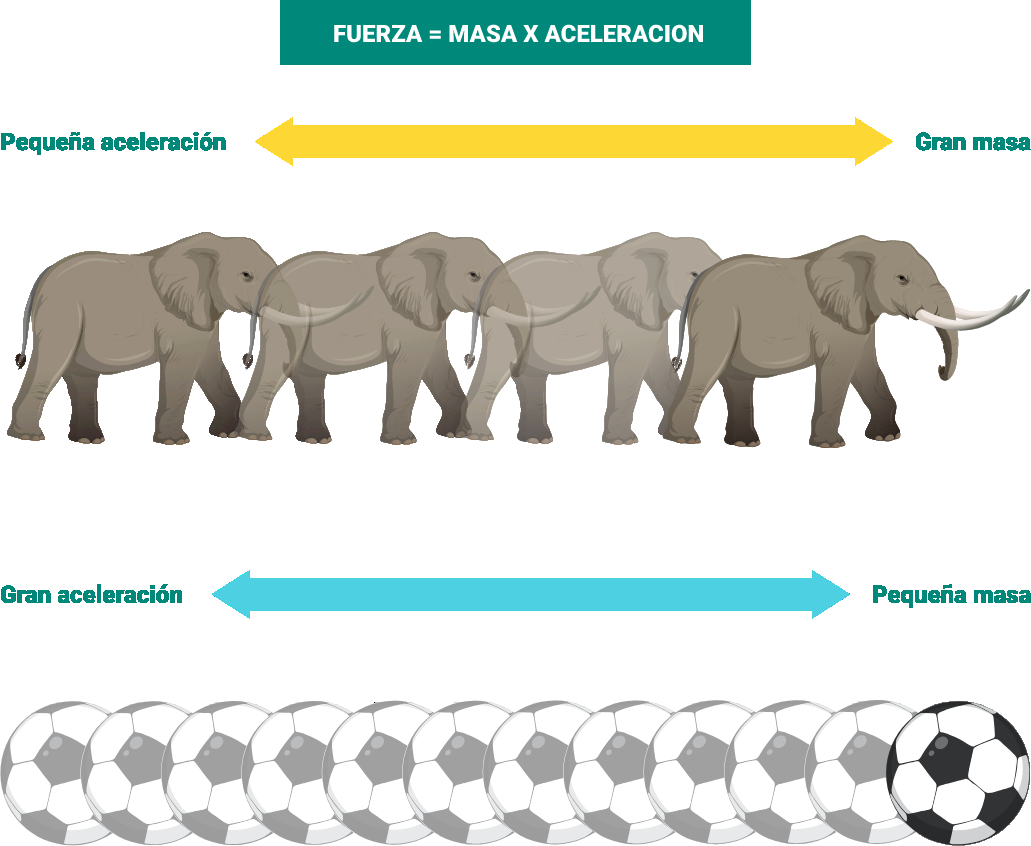 FUERZA = MASA X ACELERACION
Pequeña aceleración
Gran masa
Gran aceleración
Pequeña masa